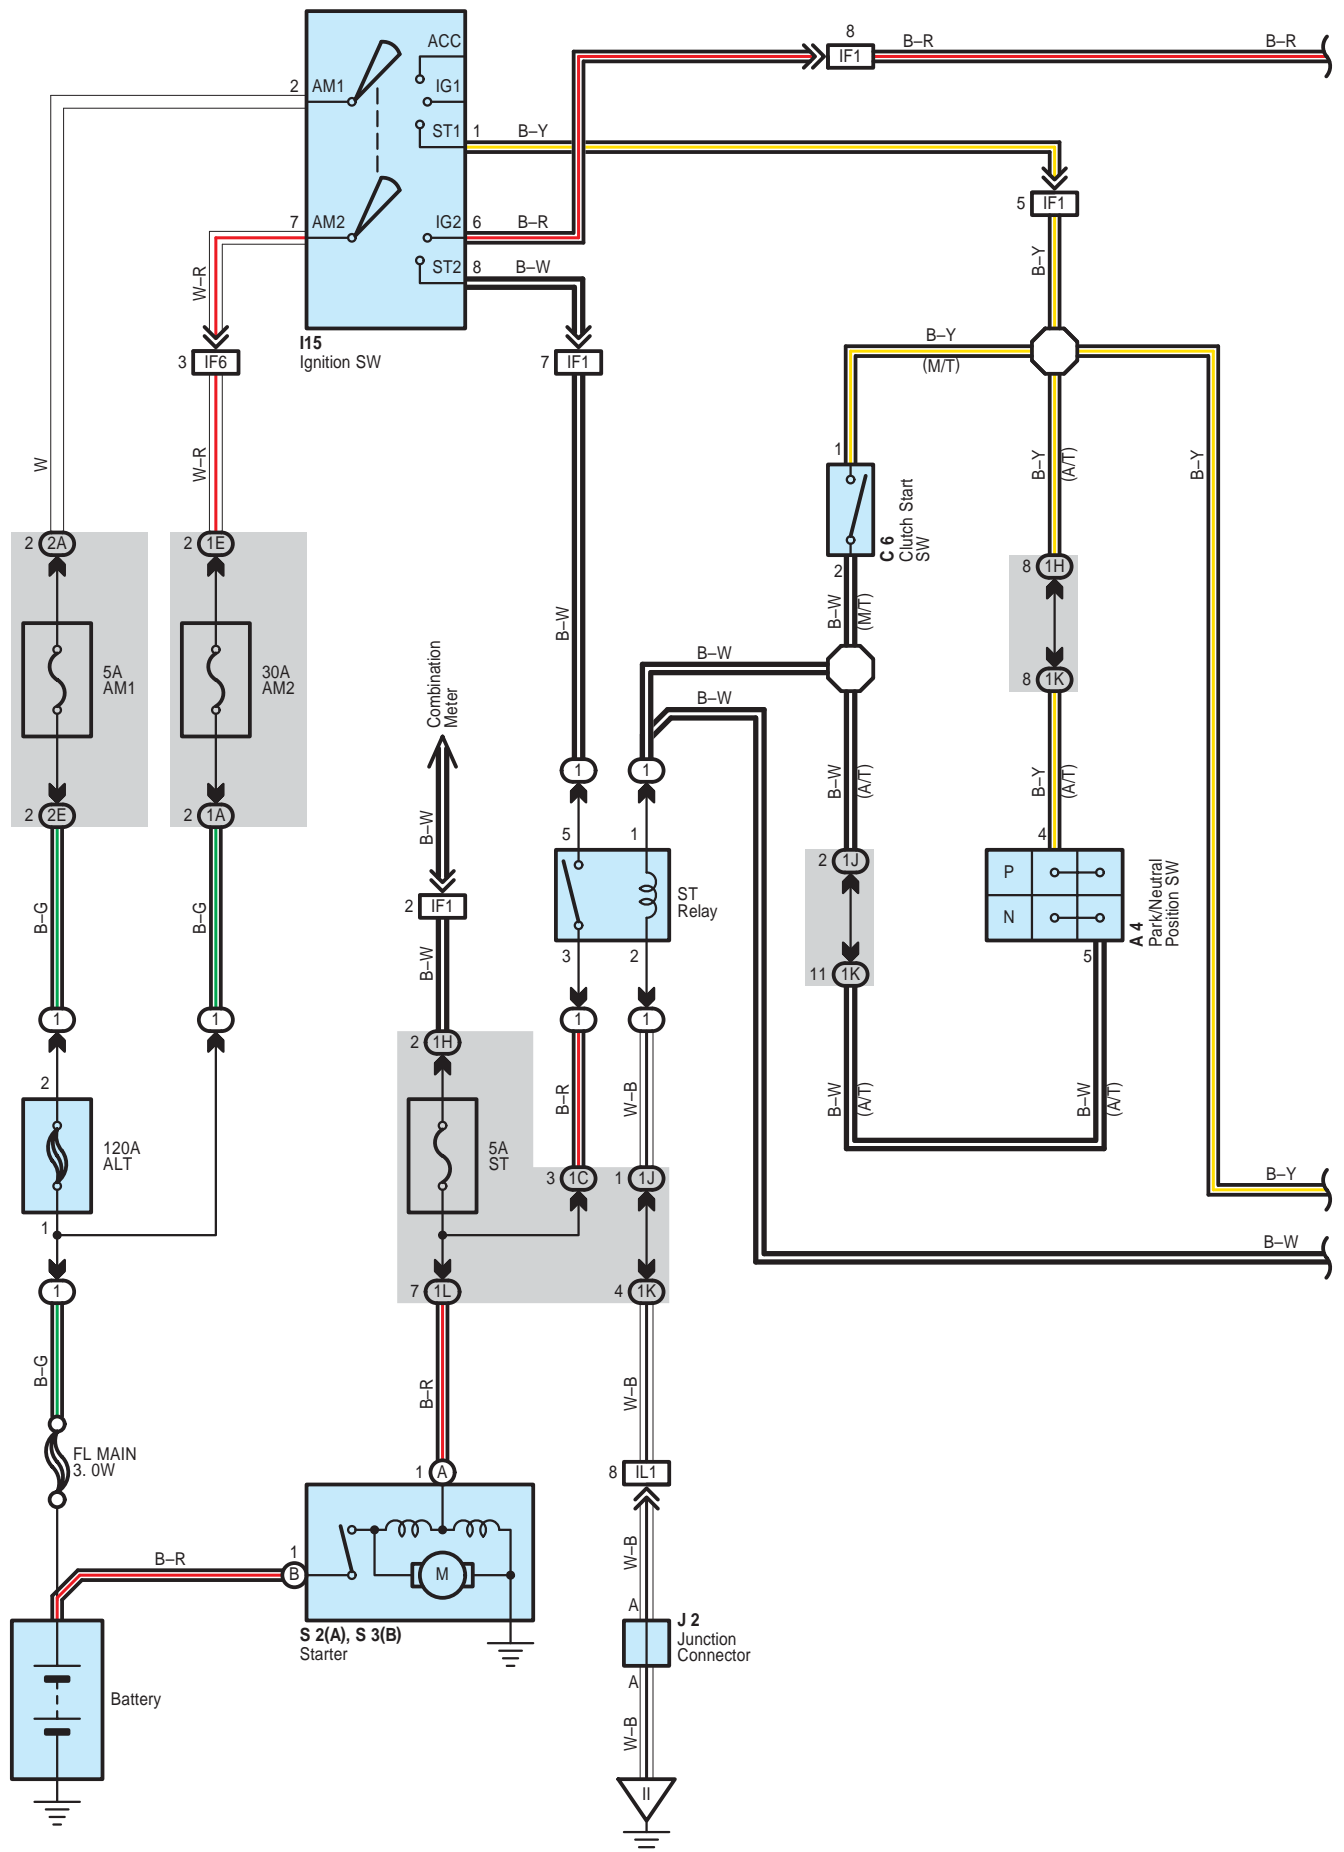 8
IF1
B–R
B–R
ACC
2
AM1
IG1
ST1
1
B–Y
5
IF1
7
AM2
IG2
6
B–R
ST2
8
B–W
B–Y
W–R
I15
Ignition SW
3
IF6
7
IF1
B–Y
(M/T)
W
W–R
1
C 6
Clutch Start
SW
2
B–Y
(A/T)
B–Y
2
2A
2
1E
8
1H
B–W
B–W
(M/T)
5A
AM1
30A
AM2
Combination
Meter
B–W
B–W
8
1K
1
1
B–W
(A/T)
B–Y
(A/T)
2
2E
2
1A
B–W
5
1
4
2
1J
P
N
A 4
Park/Neutral
Position SW
ST
Relay
B–G
B–G
2
IF1
B–W
3
2
5
11
1K
1
1
1
1
2
1H
2
B–R
W–B
B–W
(A/T)
B–W
(A/T)
120A
ALT
5A
ST
3
1C
1
1J
B–Y
1
B–W
1
7
1L
4
1K
B–G
B–R
W–B
FL MAIN
3. 0W
1
A
8
IL1
B–R
1
B
M
W–B
A
J 2
Junction
Connector
S 2(A), S 3(B)
Starter
A
Battery
W–B
II